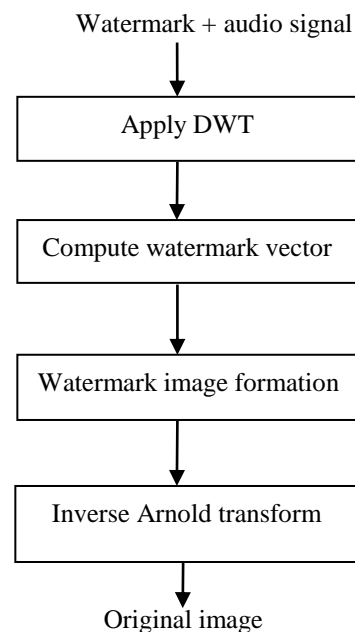 Watermark + audio signal
Apply DWT
Compute watermark vector
Watermark image formation
Inverse Arnold transform
Original image